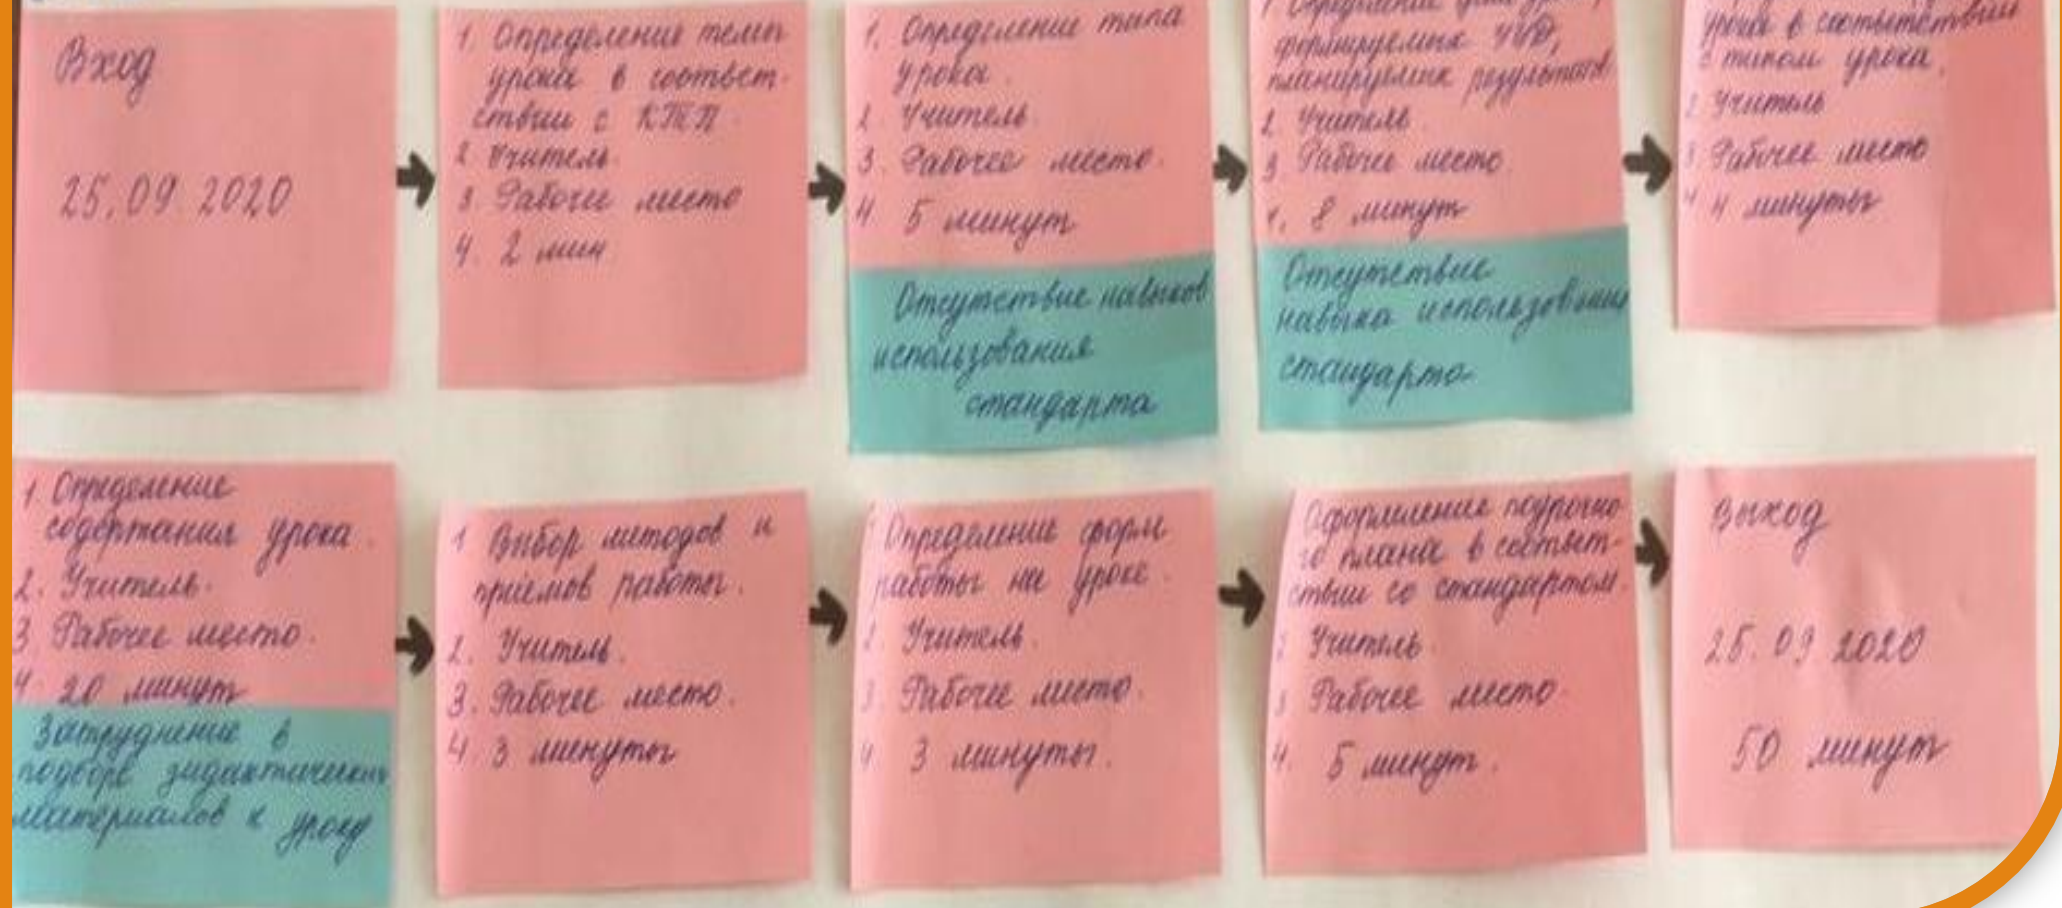 Вход
25.09 2020
1. Определение темы
урока в соответ-
ствии с КТП
2. Учитель.
3. Рабочее место
4. 2 мин
1. Определение типа
урока.
2. Учитель.
3. Рабочее место.
4 5 минут
Отсутствие навыков
использования
стандарта
1 Определение
формируемых УУД,
планируемых результатов
2 Учитель.
3 Рабочее место.
4. 8 минут
Отсутствие
навыка использования
стандарта
урока в соответствии
с типом урока.
2 Учитель
3 Рабочее место
4 4 минуты
1. Определение
содержания урока.
2. Учитель.
3 Рабочее место.
4 20 минут
Затруднение в
подборе дидактических
материалов к уроку
1 Выбор методов и
приёмов работы.
2. Учитель.
3. Рабочее место.
4. 3 минуты
1 Определение форм
работы на уроке.
2. Учитель.
3. Рабочее место.
4 3 минуты.
Оформление поурочно
го плана в соответ-
ствии со стандартом.
2 Учитель
3 Рабочее место
4. 5 минут.
Выход
25.09 2020
50 минут